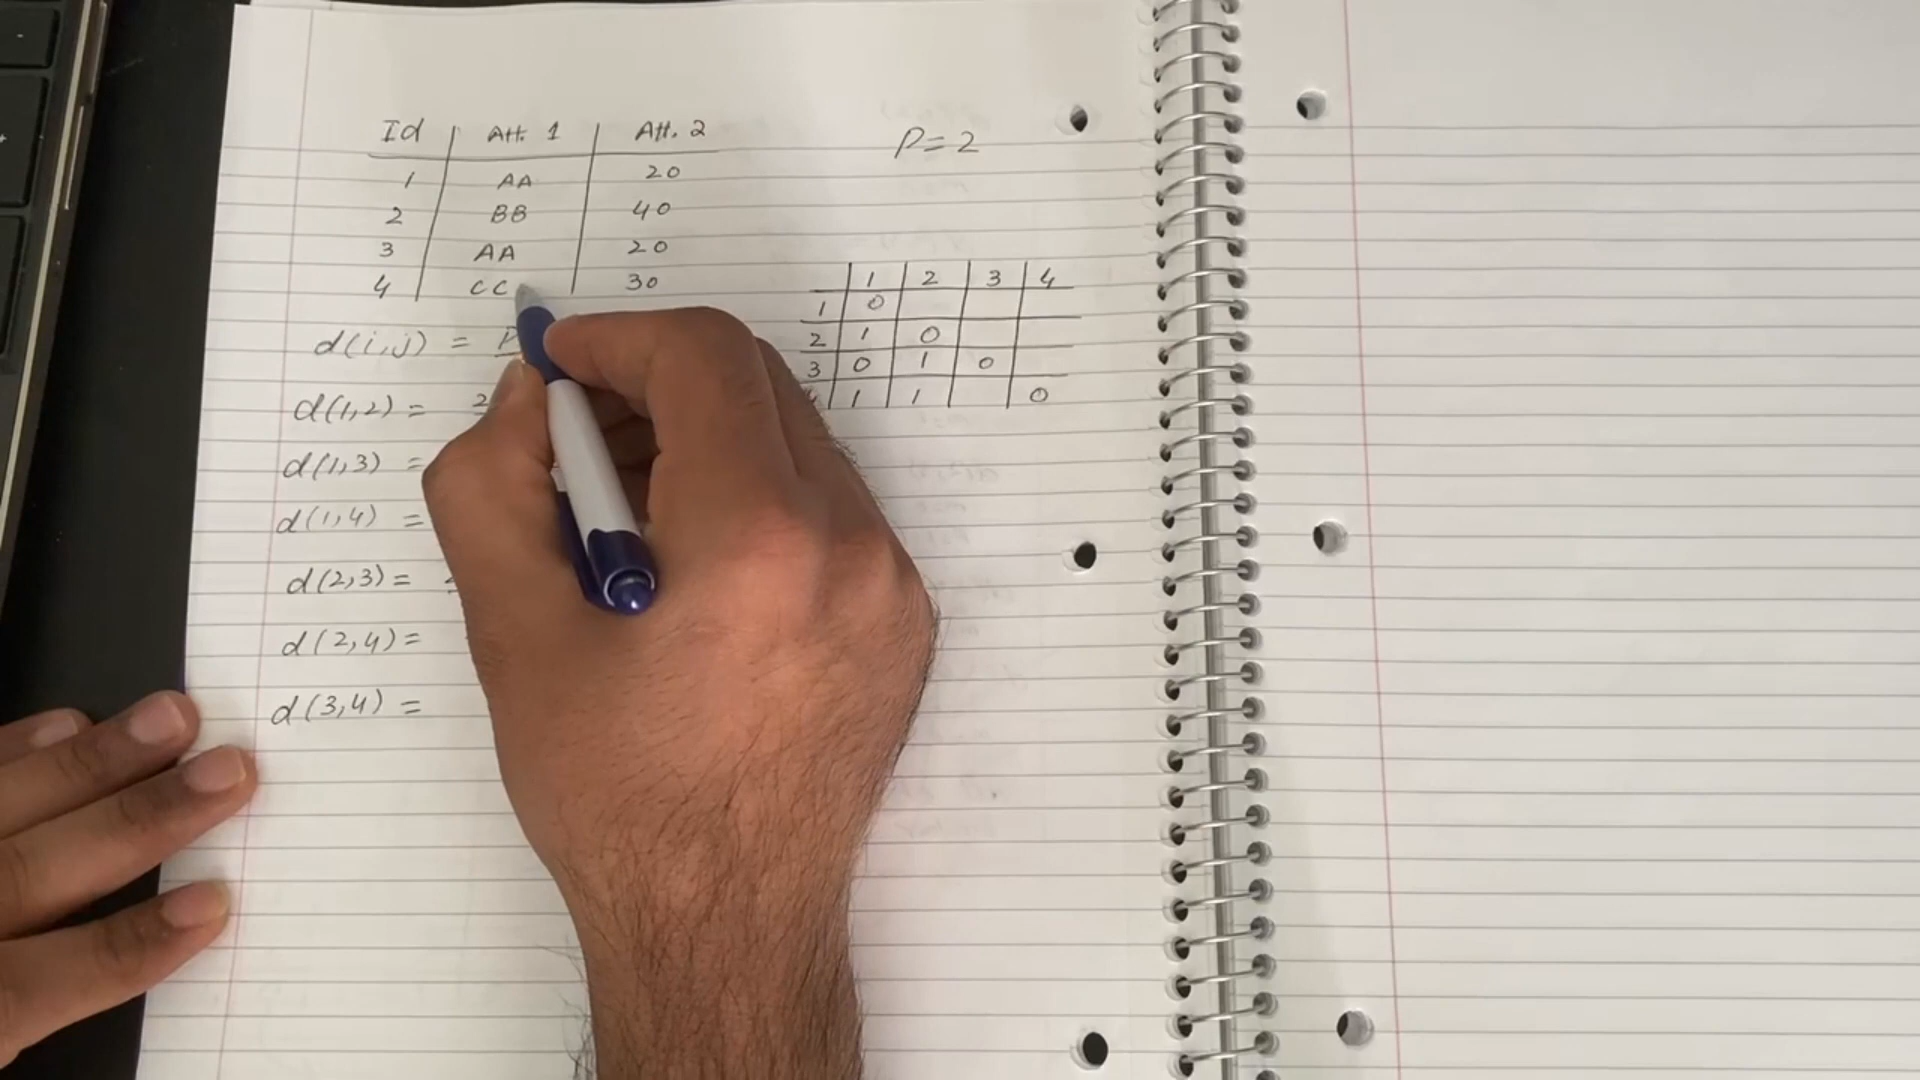 Id Att. 1 Att. 2
1 AA 20
2 BB 40
3 AA 20
4 CC 30
P=2
1 2 3 4
1 0
2 1 0
3 0 1 0
1 1 0
d(i,j) =
d(1,2) = 2
d(1,3) =
d(1,4) =
d(2,3) =
d(2,4) =
d(3,4) =